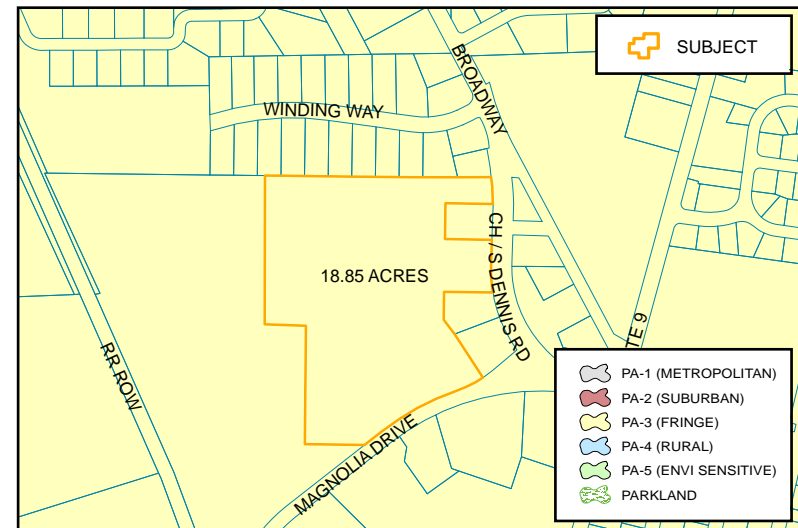 SUBJECT
BROADWAY
WINDING WAY
CH / S DENNIS RD
18.85 ACRES
TE 9
RR ROW
MAGNOLIA DRIVE
PA-1 (METROPOLITAN)
PA-2 (SUBURBAN)
PA-3 (FRINGE)
PA-4 (RURAL)
PA-5 (ENVI SENSITIVE)
PARKLAND